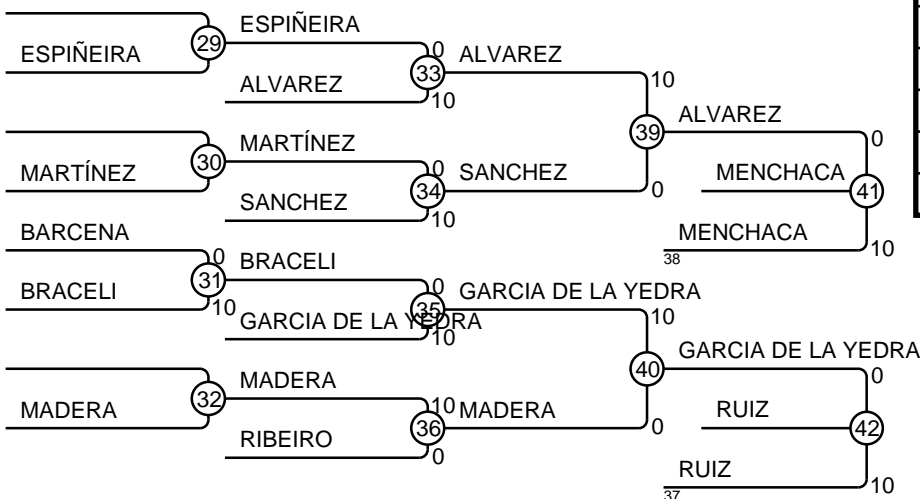 ESPIÑEIRA
29
ESPIÑEIRA
0
33
ALVAREZ
10
ALVAREZ
10
39
ALVAREZ
MARTÍNEZ
30
MARTÍNEZ
0
34
SANCHEZ
0
SANCHEZ
10
0
MENCHACA
41
MENCHACA
38
10
BARCENA
0
31
BRACELI
BRACELI
10
0
35
GARCIA DE LA YEDRA
10
GARCIA DE LA YEDRA
10
40
GARCIA DE LA YEDRA
0
MADERA
32
MADERA
10
36
MADERA
0
RIBEIRO
0
RUIZ
42
RUIZ
37
10